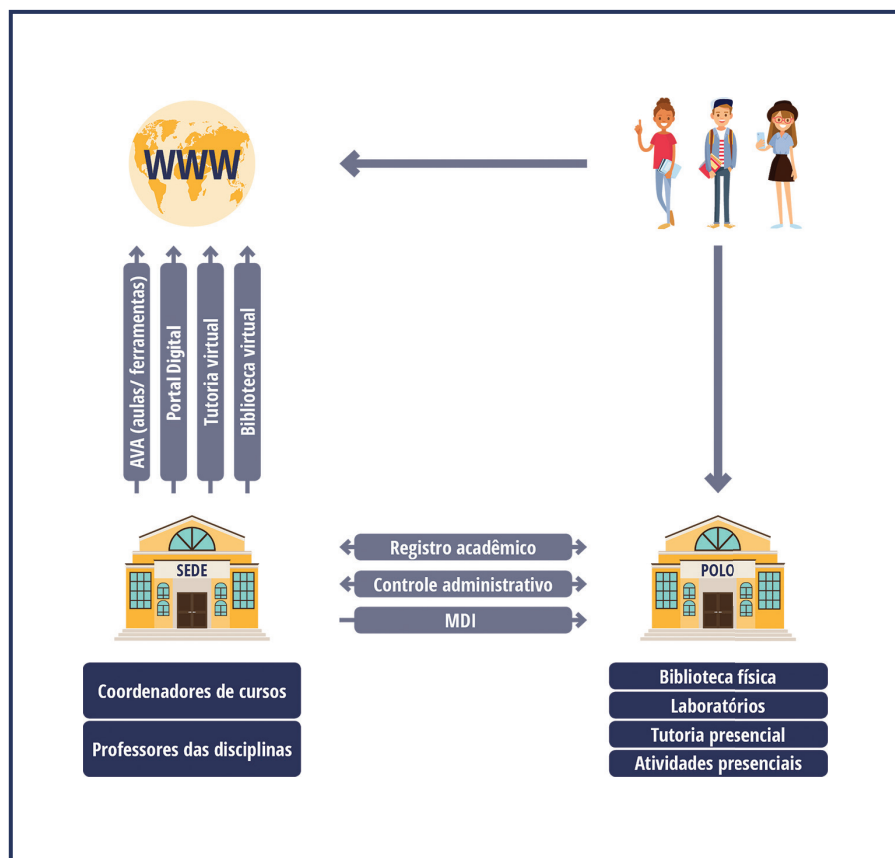 WWW
AVA (aulas/ ferramentas)
Portal Digital
Tutoria virtual
Biblioteca virtual
SEDE
Registro acadêmico
Controle administrativo
MDI
POLO
Coordenadores de cursos
Professores das disciplinas
Biblioteca física
Laboratórios
Tutoria presencial
Atividades presenciais